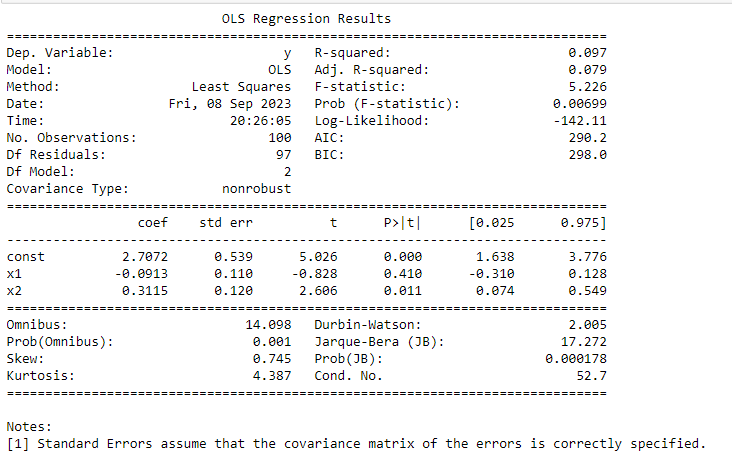 OLS Regression Results
==============================================================================
Dep. Variable:                      y   R-squared:                       0.097
Model:                            OLS   Adj. R-squared:                  0.079
Method:                 Least Squares   F-statistic:                     5.226
Date:                Fri, 08 Sep 2023   Prob (F-statistic):            0.00699
Time:                        20:26:05   Log-Likelihood:                -142.11
No. Observations:                 100   AIC:                             290.2
Df Residuals:                      97   BIC:                             298.0
Df Model:                           2
Covariance Type:            nonrobust
==============================================================================
                 coef    std err          t      P>|t|      [0.025      0.975]
------------------------------------------------------------------------------
const          2.7072      0.539      5.026      0.000       1.638       3.776
x1            -0.0913      0.110     -0.828      0.410      -0.310       0.128
x2             0.3115      0.120      2.606      0.011       0.074       0.549
==============================================================================
Omnibus:                       14.098   Durbin-Watson:                   2.005
Prob(Omnibus):                  0.001   Jarque-Bera (JB):               17.272
Skew:                           0.745   Prob(JB):                     0.000178
Kurtosis:                       4.387   Cond. No.                         52.7
==============================================================================
Notes:
[1] Standard Errors assume that the covariance matrix of the errors is correctly specified.